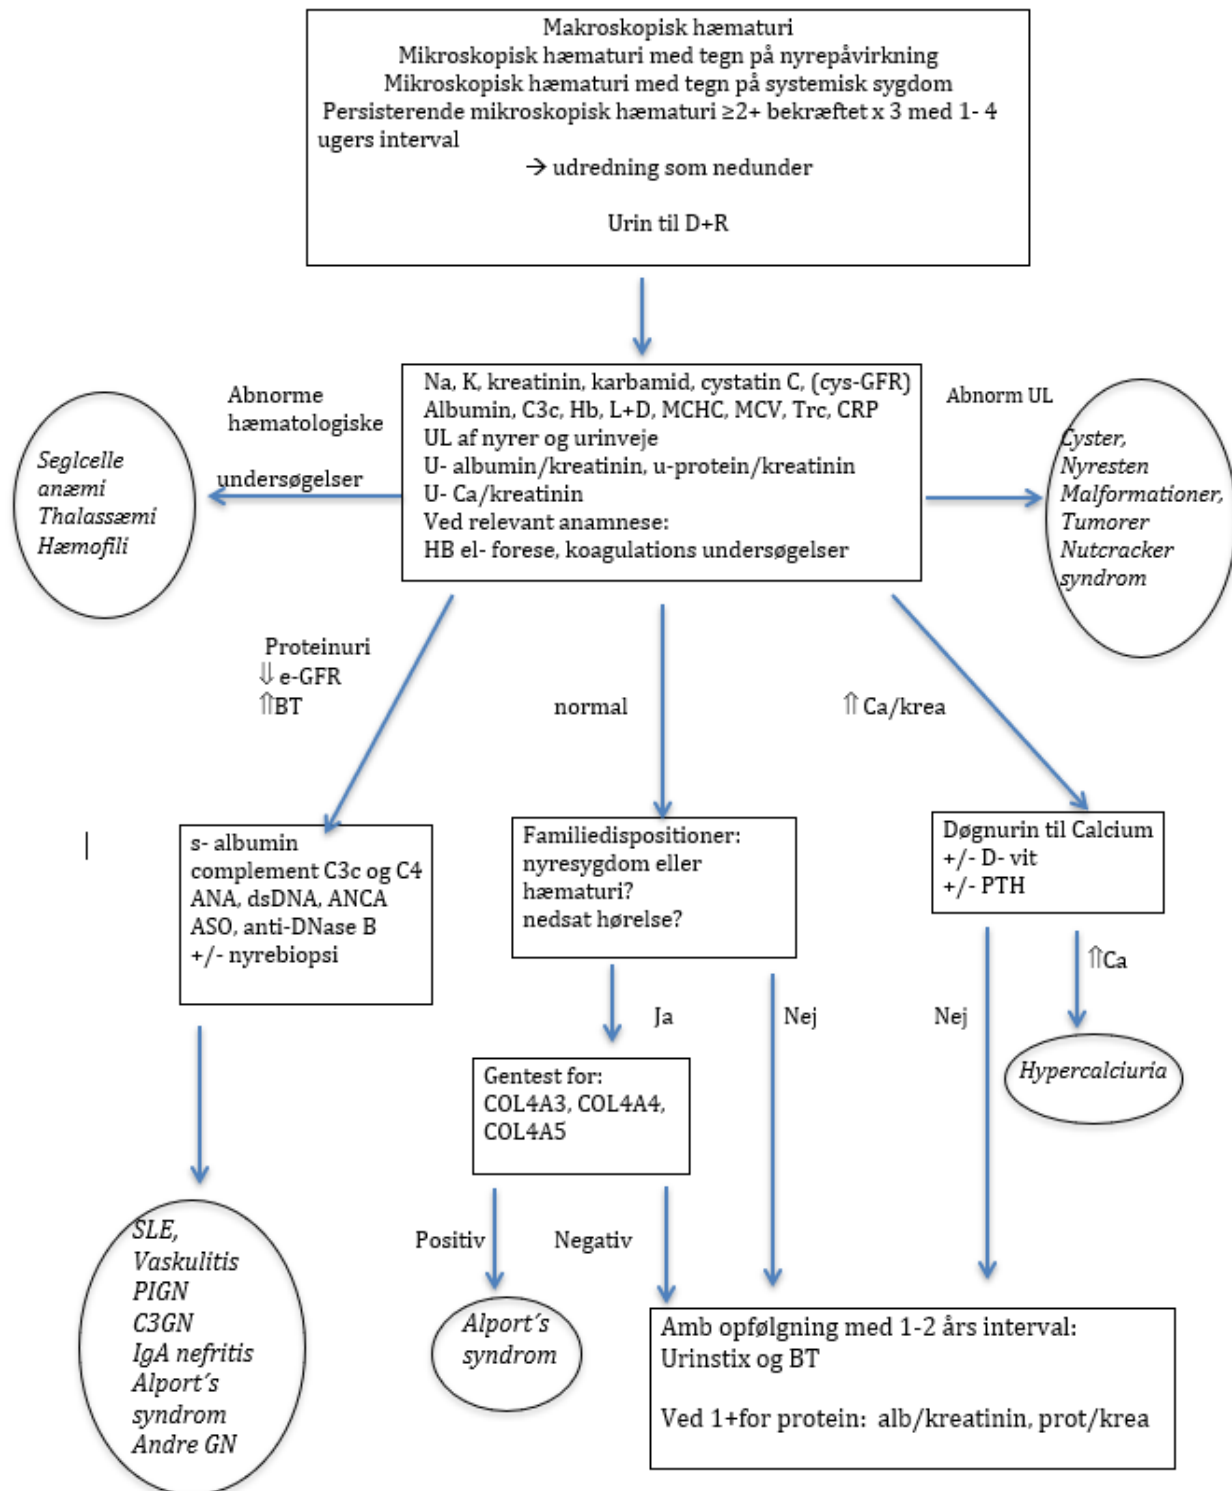 Makroskopisk hæmaturi
Mikroskopisk hæmaturi med tegn på nyrepåvirkning
Mikroskopisk hæmaturi med tegn på systemisk sygdom
Persisterende mikroskopisk hæmaturi ≥2+ bekræftet x 3 med 1- 4
ugers interval
→ udredning som nedunder
Urin til D+R
Na, K, kreatinin, karbamid, cystatin C, (cys-GFR)
Albumin, C3c, Hb, L+D, MCHC, MCV, Trc, CRP
UL af nyrer og urinveje
U- albumin/kreatinin, u-protein/kreatinin
U- Ca/kreatinin
Ved relevant anamnese:
HB el- forese, koagulations undersøgelser
Abnorme
hæmatologiske
undersøgelser
Seglcelle
anæmi
Thalassæmi
Hæmofili
Abnorm UL
Cyster,
Nyresten
Malformationer,
Tumorer
Nutcracker
syndrom
Proteinuri
⇓ e-GFR
⇑BT
normal
⇑ Ca/krea
s- albumin
complement C3c og C4
ANA, dsDNA, ANCA
ASO, anti-DNase B
+/- nyrebiopsi
Familiedispositioner:
nyresygdom eller
hæmaturi?
nedsat hørelse?
Døgnurin til Calcium
+/- D- vit
+/- PTH
Ja
Nej
Nej
⇑Ca
Hypercalciuria
Gentest for:
COL4A3, COL4A4,
COL4A5
Positiv
Negativ
SLE,
Vaskulitis
PIGN
C3GN
IgA nefritis
Alport´s
syndrom
Andre GN
Alport´s
syndrom
Amb opfølgning med 1-2 års interval:
Urinstix og BT
Ved 1+for protein: alb/kreatinin, prot/krea